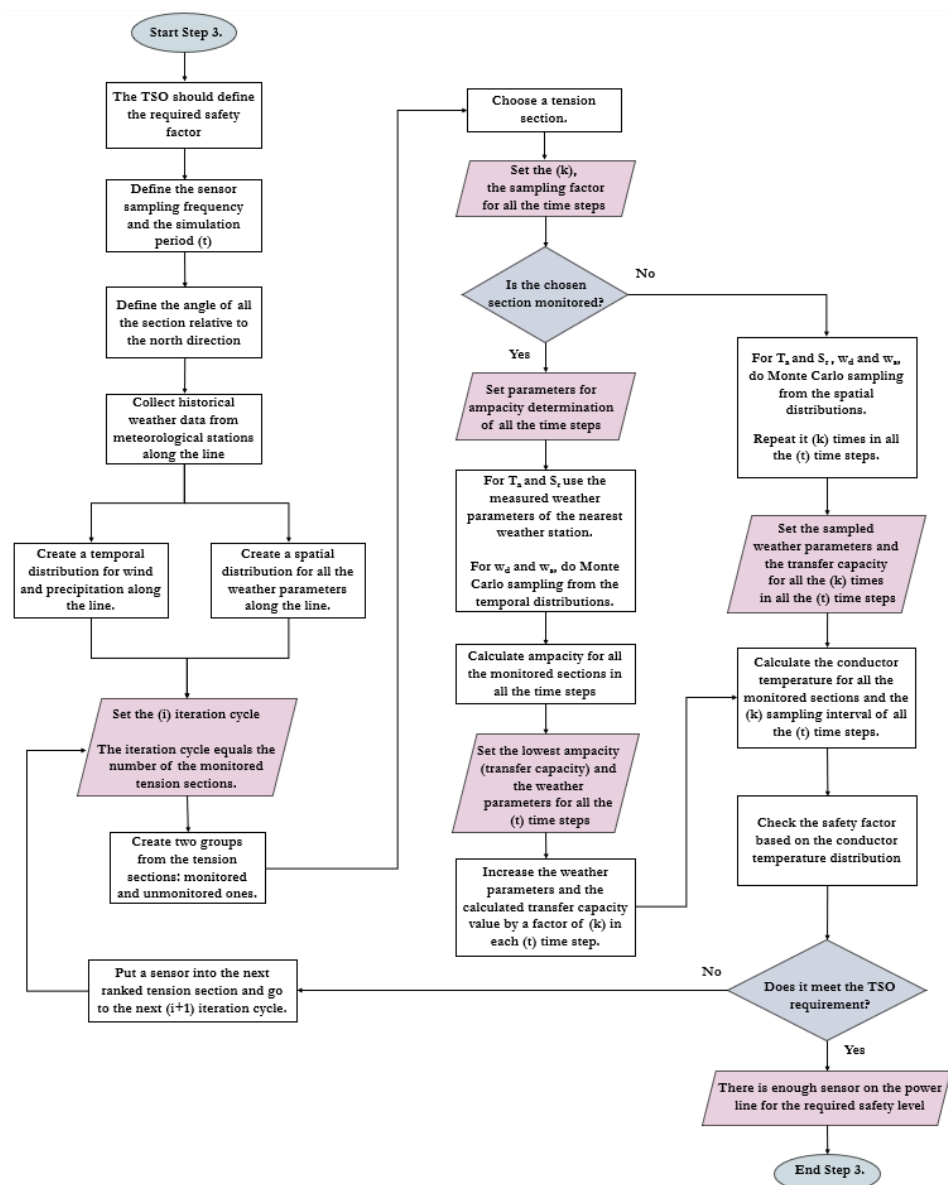 Start Step 3.
The TSO should define
the required safety
factor
Define the sensor
sampling frequency
and the simulation
period (t)
Define the angle of all
the section relative to
the north direction
Collect historical
weather data from
meteorological stations
along the line
Create a temporal
distribution for wind
and precipitation along
the line.
Create a spatial
distribution for all the
weather parameters
along the line.
Set the (i) iteration cycle
The iteration cycle equals
the number of the monitored
tension sections.
Create two groups
from the tension
sections: monitored
and unmonitored ones.
Put a sensor into the next
ranked tension section and go
to the next (i+1) iteration cycle.
Choose a tension
section.
Set the (k),
the sampling factor
for all the time steps
Is the chosen
section monitored?
No
Yes
Set parameters for
ampacity determination
of all the time steps
For Ta and Sr use the
measured weather
parameters of the nearest
weather station.
For wd and ws, do Monte
Carlo sampling from the
temporal distributions.
Calculate ampacity for all
the monitored sections in
all the time steps
Set the lowest ampacity
(transfer capacity) and
the weather
parameters for all the
(t) time steps
Increase the weather
parameters and the
calculated transfer capacity
value by a factor of (k) in
each (t) time step.
For Ta and Sr, wd and ws,
do Monte Carlo sampling
from the spatial
distributions.
Repeat it (k) times in all
the (t) time steps.
Set the sampled
weather parameters and
the transfer capacity
for all the (k) times
in all the (t) time steps
Calculate the conductor
temperature for all the
monitored sections and the
(k) sampling interval of all
the (t) time steps.
Check the safety factor
based on the conductor
temperature distribution
Does it meet the TSO
requirement?
No
Yes
There is enough sensor on the power
line for the required safety level
End Step 3.